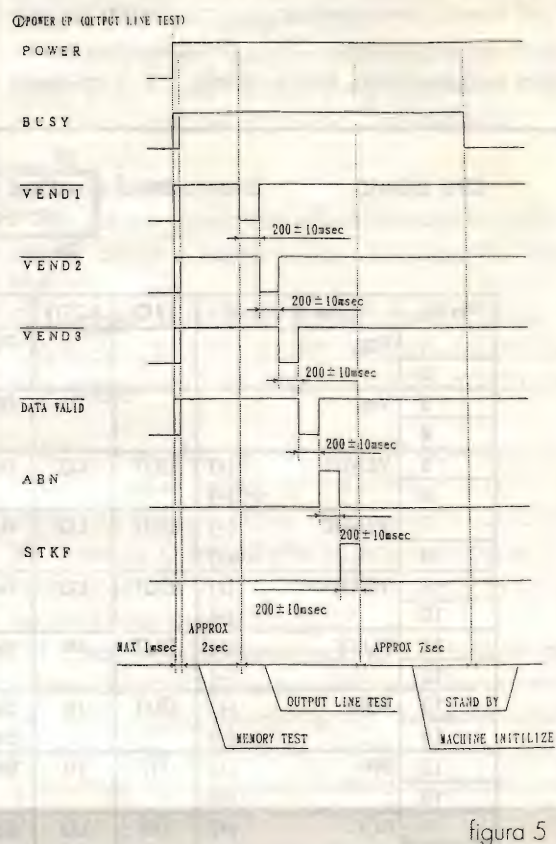 ①POWER UP (OUTPUT LINE TEST)
POWER
BUSY
VEND1
200±10msec
VEND2
200±10msec
VEND3
200±10msec
DATA VALID
200±10msec
ABN
200±10msec
STKF
200±10msec
MAX 1msec
APPROX
2sec
APPROX 7sec
OUTPUT LINE TEST
STAND BY
MEMORY TEST
MACHINE INITILIZE
figura 5